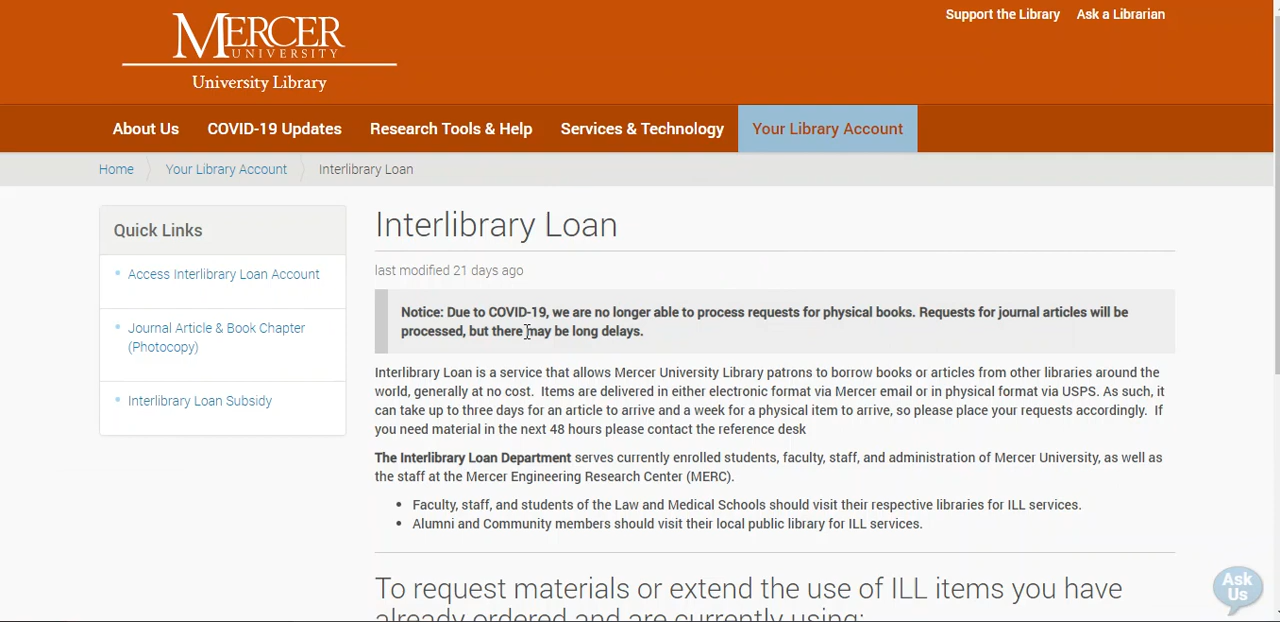 MERCER
UNIVERSITY
University Library
Support the Library Ask a Librarian
About Us COVID-19 Updates Research Tools & Help Services & Technology Your Library Account
Home Your Library Account Interlibrary Loan
Quick Links
Access Interlibrary Loan Account
Journal Article & Book Chapter
(Photocopy)
Interlibrary Loan Subsidy
Interlibrary Loan
last modified 21 days ago
Notice: Due to COVID-19, we are no longer able to process requests for physical books. Requests for journal articles will be
processed, but there may be long delays.
Interlibrary Loan is a service that allows Mercer University Library patrons to borrow books or articles from other libraries around the
world, generally at no cost. Items are delivered in either electronic format via Mercer email or in physical format via USPS. As such, it
can take up to three days for an article to arrive and a week for a physical item to arrive, so please place your requests accordingly. If
you need material in the next 48 hours please contact the reference desk
The Interlibrary Loan Department serves currently enrolled students, faculty, staff, and administration of Mercer University, as well as
the staff at the Mercer Engineering Research Center (MERC).
Faculty, staff, and students of the Law and Medical Schools should visit their respective libraries for ILL services.
Alumni and Community members should visit their local public library for ILL services.
To request materials or extend the use of ILL items you have
already ordered and are currently using:
Ask
Us